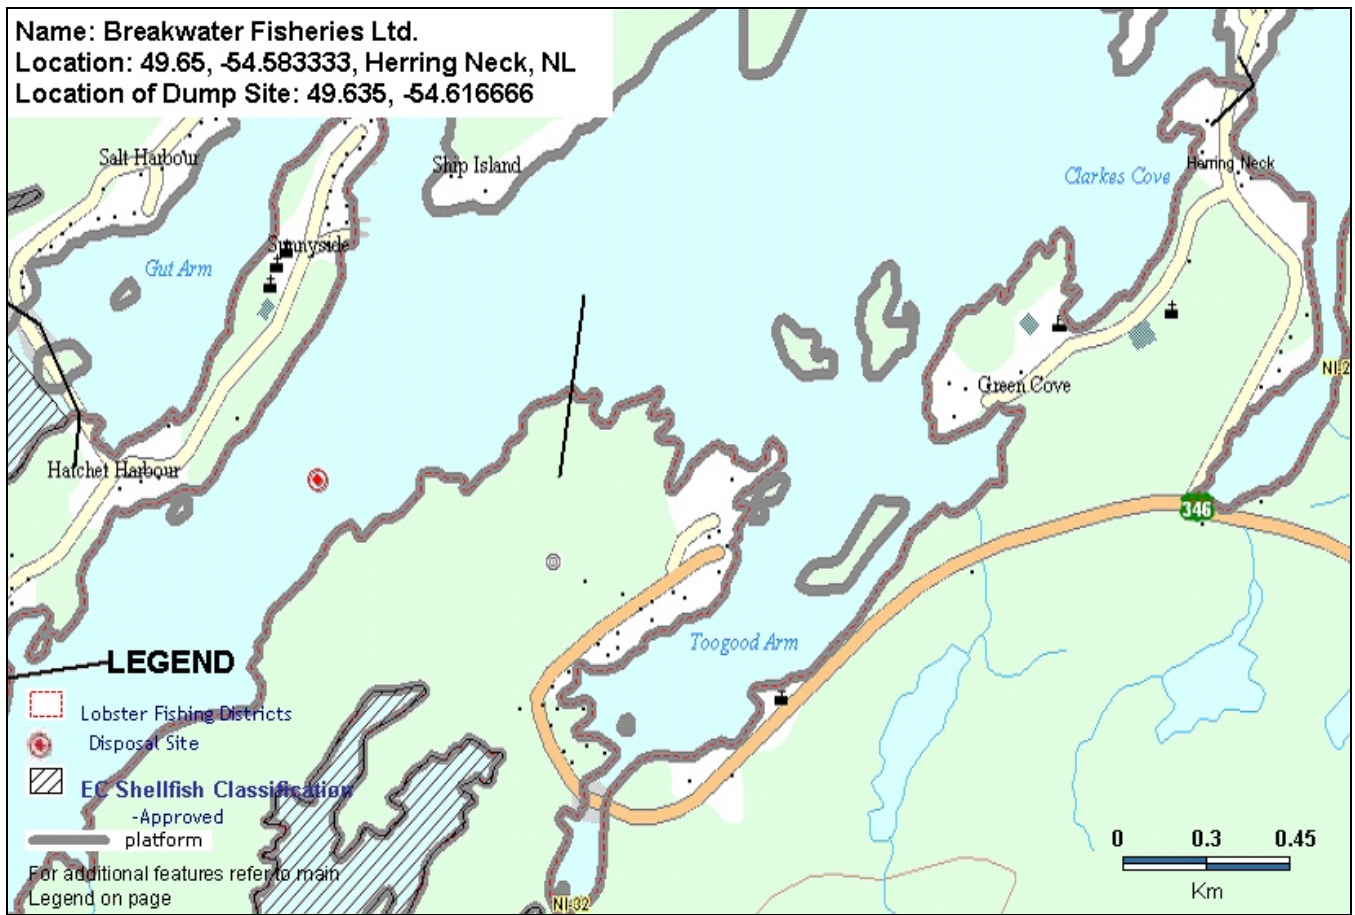 Name: Breakwater Fisheries Ltd.
Location: 49.65, -54.583333, Herring Neck, NL
Location of Dump Site: 49.635, -54.616666
Salt Harbour
Ship Island
Clarkes Cove
Herring Neck
Sunnyside
Gut Arm
NI-2
Green Cove
Hatchet Harbour
346
Toogood Arm
LEGEND
Lobster Fishing Districts
Disposal Site
EC Shellfish Classification
-Approved
platform
For additional features refer to main
Legend on page
0 0.3 0.45
Km
NI-32